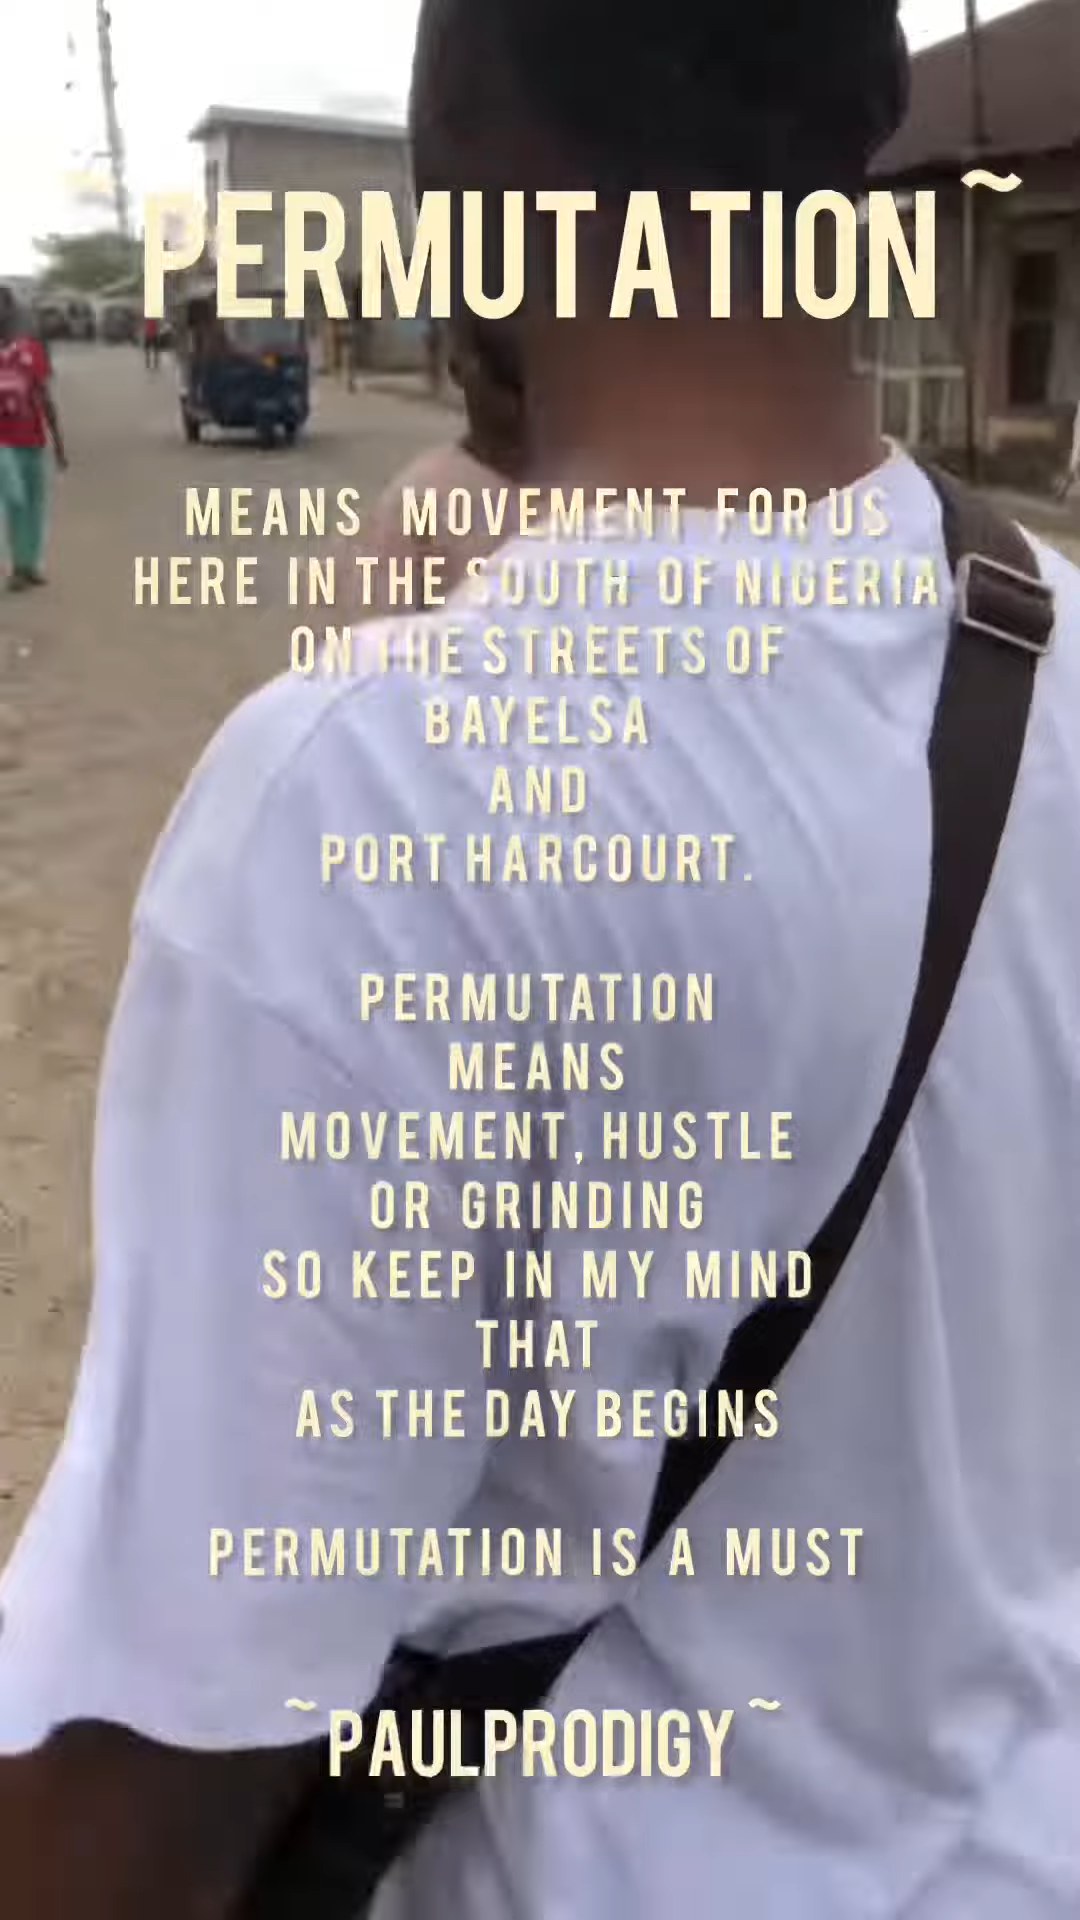 PERMUTATION ~
MEANS MOVEMENT FOR US
HERE IN THE SOUTH OF NIGERIA
ON THE STREETS OF
BAYELSA
AND
PORT HARCOURT.
PERMUTATION
MEANS
MOVEMENT, HUSTLE
OR GRINDING
SO KEEP IN MY MIND
THAT
AS THE DAY BEGINS
PERMUTATION IS A MUST
~PAULPRODIGY~